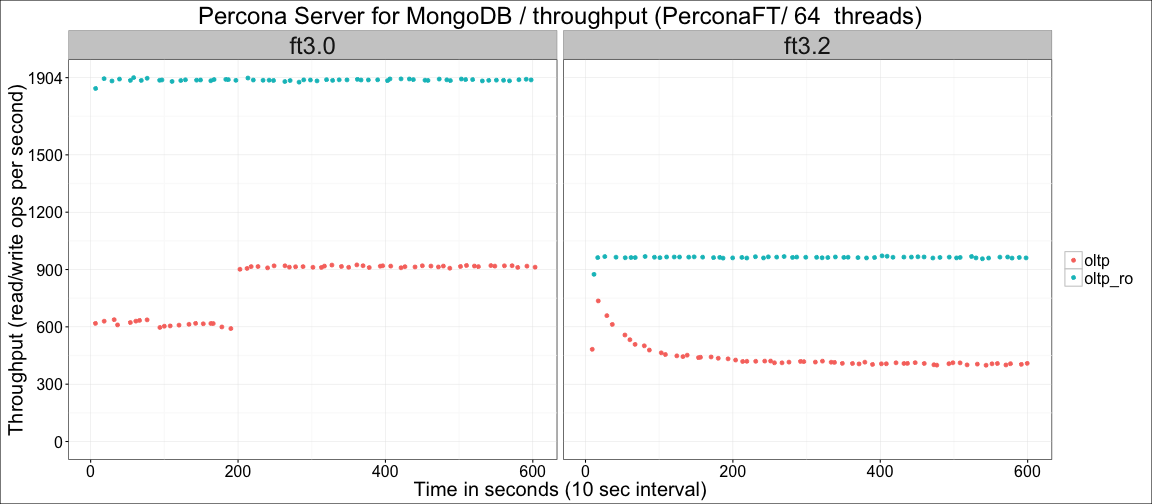 Percona Server for MongoDB / throughput (PerconaFT/ 64  threads)
ft3.0
ft3.2
Throughput (read/write ops per second)
1904
1500
1200
900
600
300
0
oltp
oltp_ro
0 200 400 600
0 200 400 600
Time in seconds (10 sec interval)